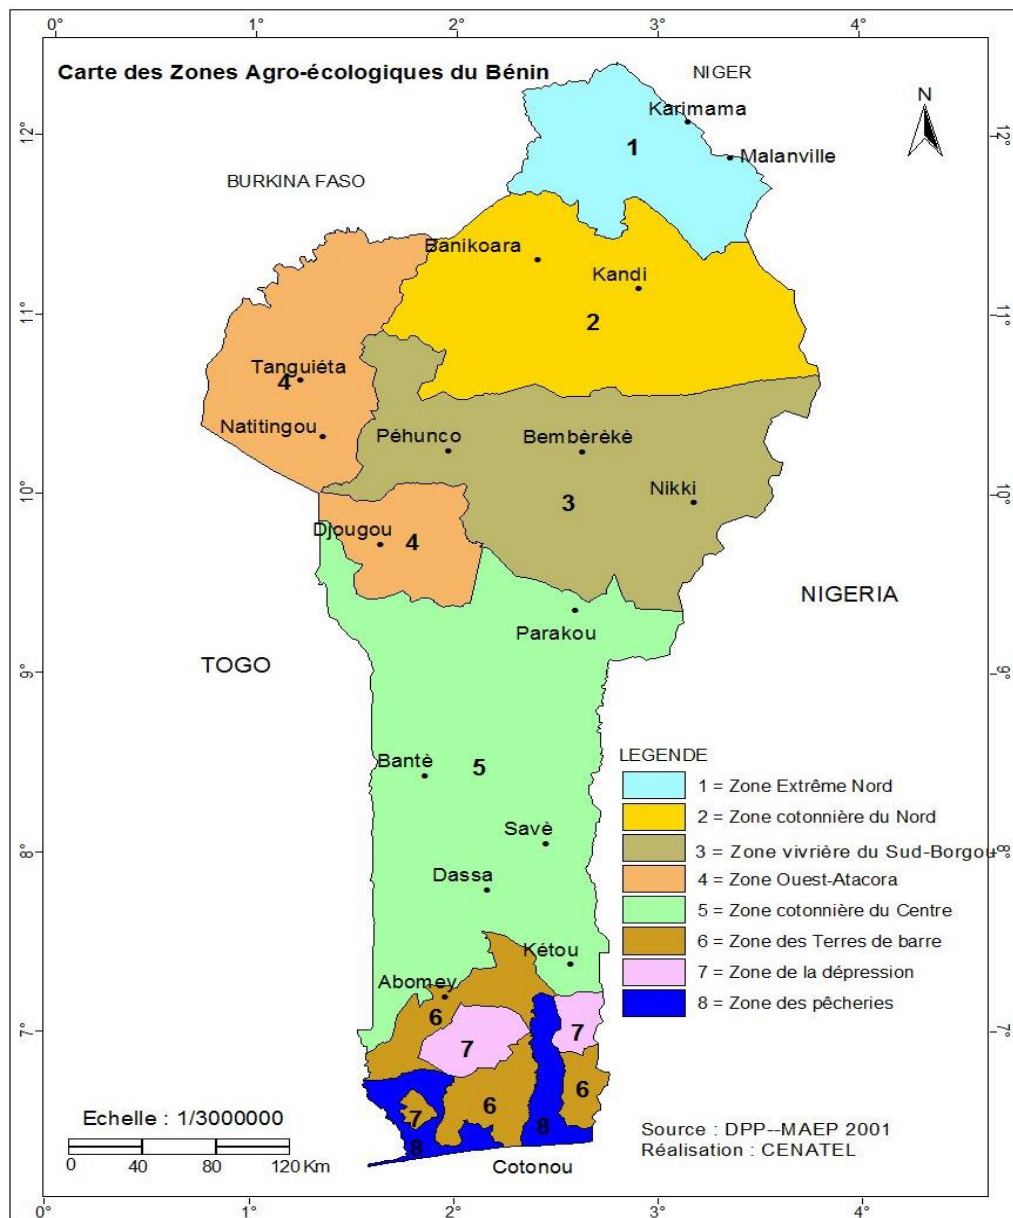 0° 1° 2° 3° 4°
Carte des Zones Agro-écologiques du Bénin
NIGER
N
Karimama
12° 12°
1
Malanville
BURKINA FASO
Banikoara
Kandi
11° 11°
2
Tanguiéta
4
Natitingou
Péhunco
Bembèrèkè
10° 10°
Nikki
3
Djougou
4
NIGERIA
Parakou
TOGO
9° 9°
LEGENDE
Bantè
5
1 = Zone Extrême Nord
2 = Zone cotonnière du Nord
Savè
8° 8°
3 = Zone vivrière du Sud-Borgou
Dassa
4 = Zone Ouest-Atacora
5 = Zone cotonnière du Centre
6 = Zone des Terres de barre
Kétou
7 = Zone de la dépression
Abomey
8 = Zone des pêcheries
6
7° 7°
7
7
6
6
7
8
8
Echelle : 1/3000000
0 40 80 120 Km
Source : DPP--MAEP 2001
Réalisation : CENATEL
Cotonou
0° 1° 2° 3° 4°